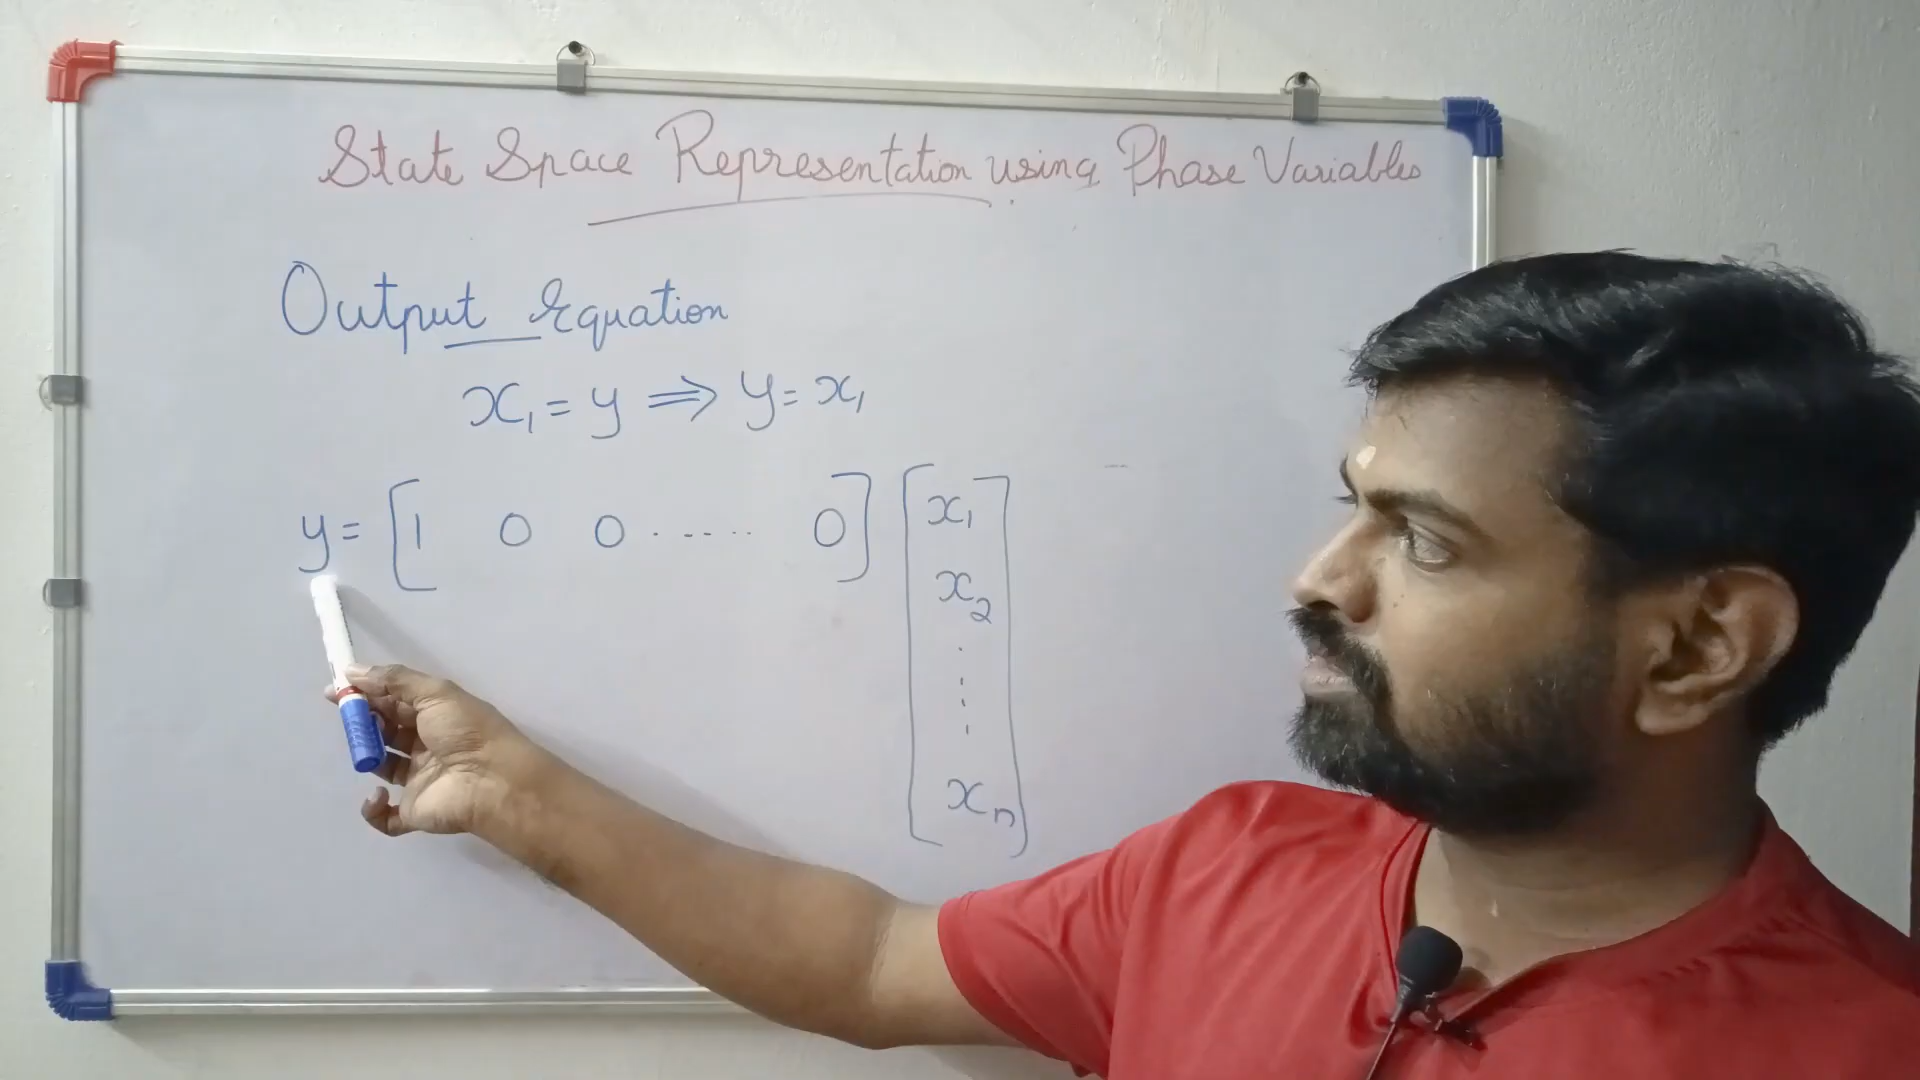 State Space Representation using Phase Variables
Output Equation
x₁ = y ⟹ y = x₁
y = [1 0 0 ...... 0] [x₁
x₂
.
.
.
xₙ]